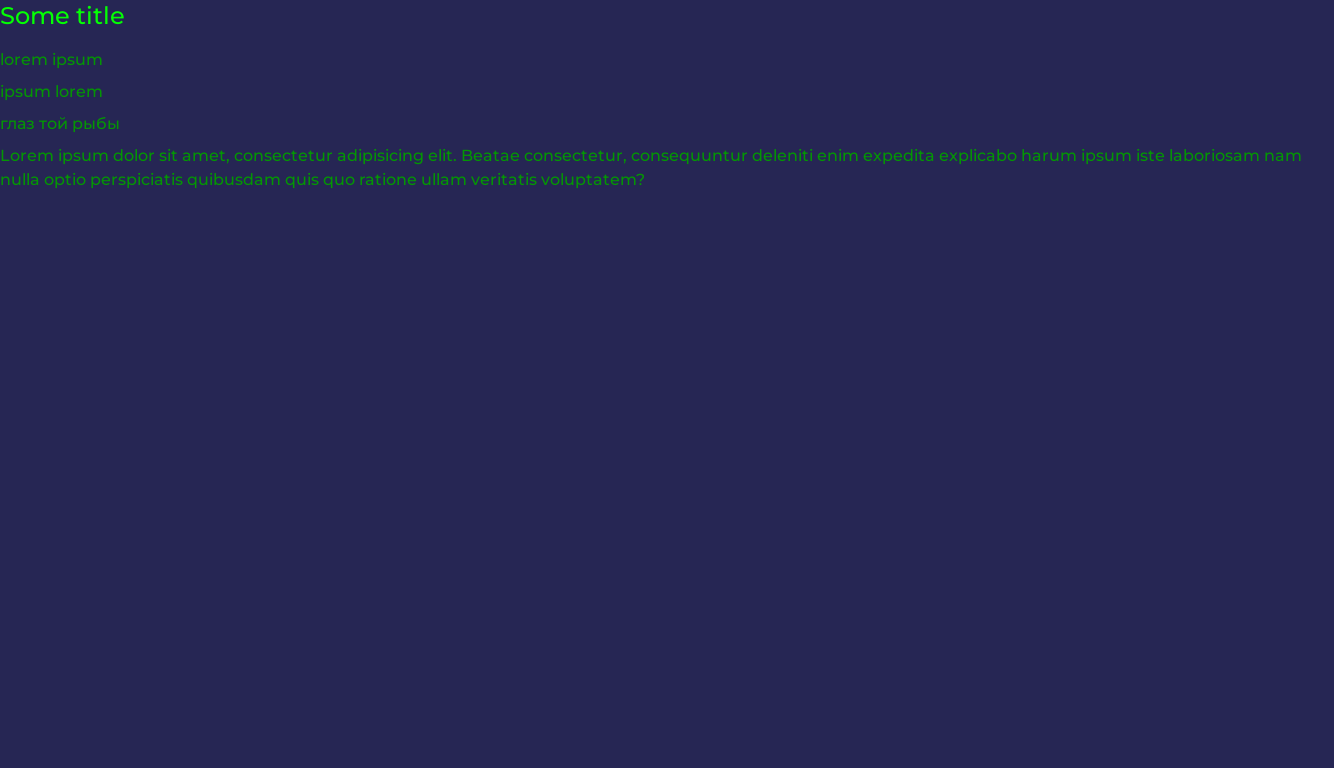 Some title
lorem ipsum
ipsum lorem
глаз той рыбы
Lorem ipsum dolor sit amet, consectetur adipisicing elit. Beatae consectetur, consequuntur deleniti enim expedita explicabo harum ipsum iste laboriosam nam
nulla optio perspiciatis quibusdam quis quo ratione ullam veritatis voluptatem?